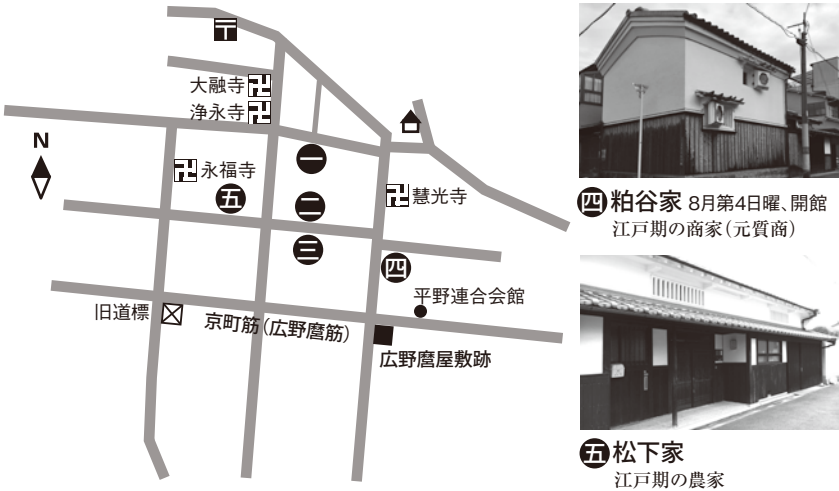 大融寺
浄永寺
N
永福寺
一
五
二
慧光寺
三
四
平野連合会館
旧道標
京町筋(広野麿筋)
広野麿屋敷跡
四 粕谷家 8月第4日曜、開館
江戸期の商家(元質商)
五 松下家
江戸期の農家